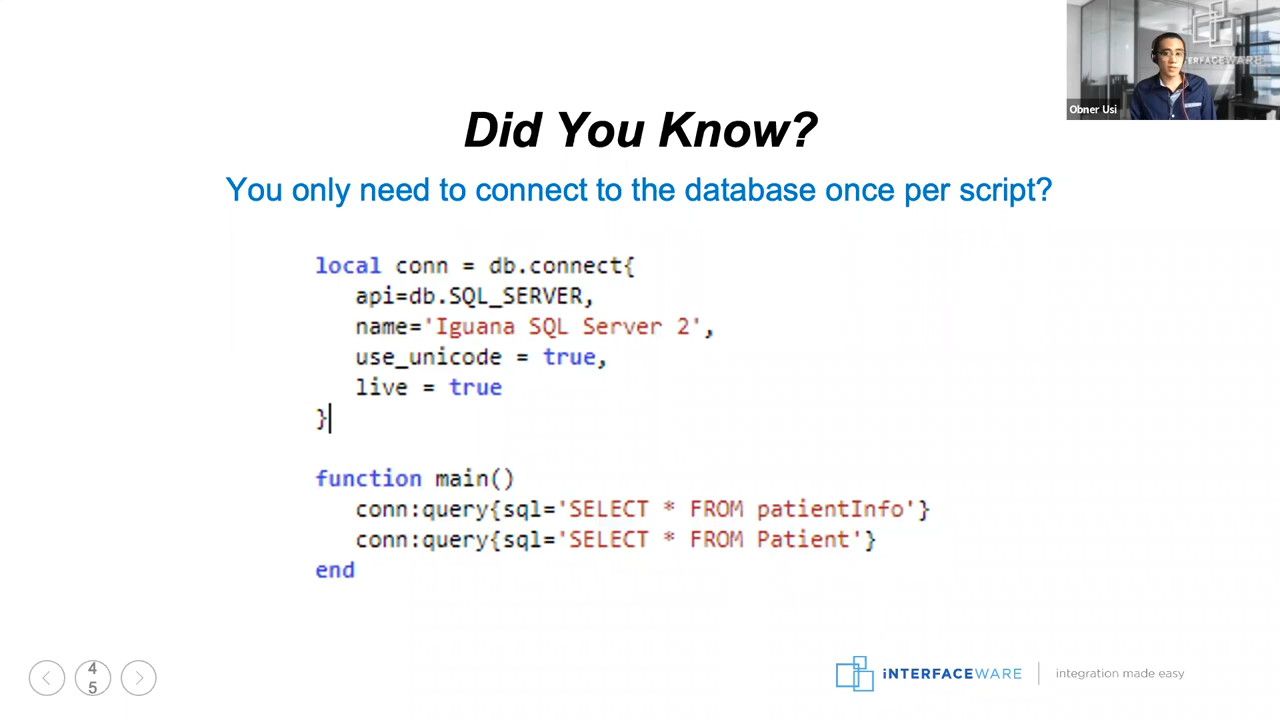 Did You Know?
You only need to connect to the database once per script?
local conn = db.connect{
   api=db.SQL_SERVER,
   name='Iguana SQL Server 2',
   use_unicode = true,
   live = true
}
function main()
   conn:query{sql='SELECT * FROM patientInfo'}
   conn:query{sql='SELECT * FROM Patient'}
end
Obner Usi
4
5
iNTERFACEWARE
integration made easy